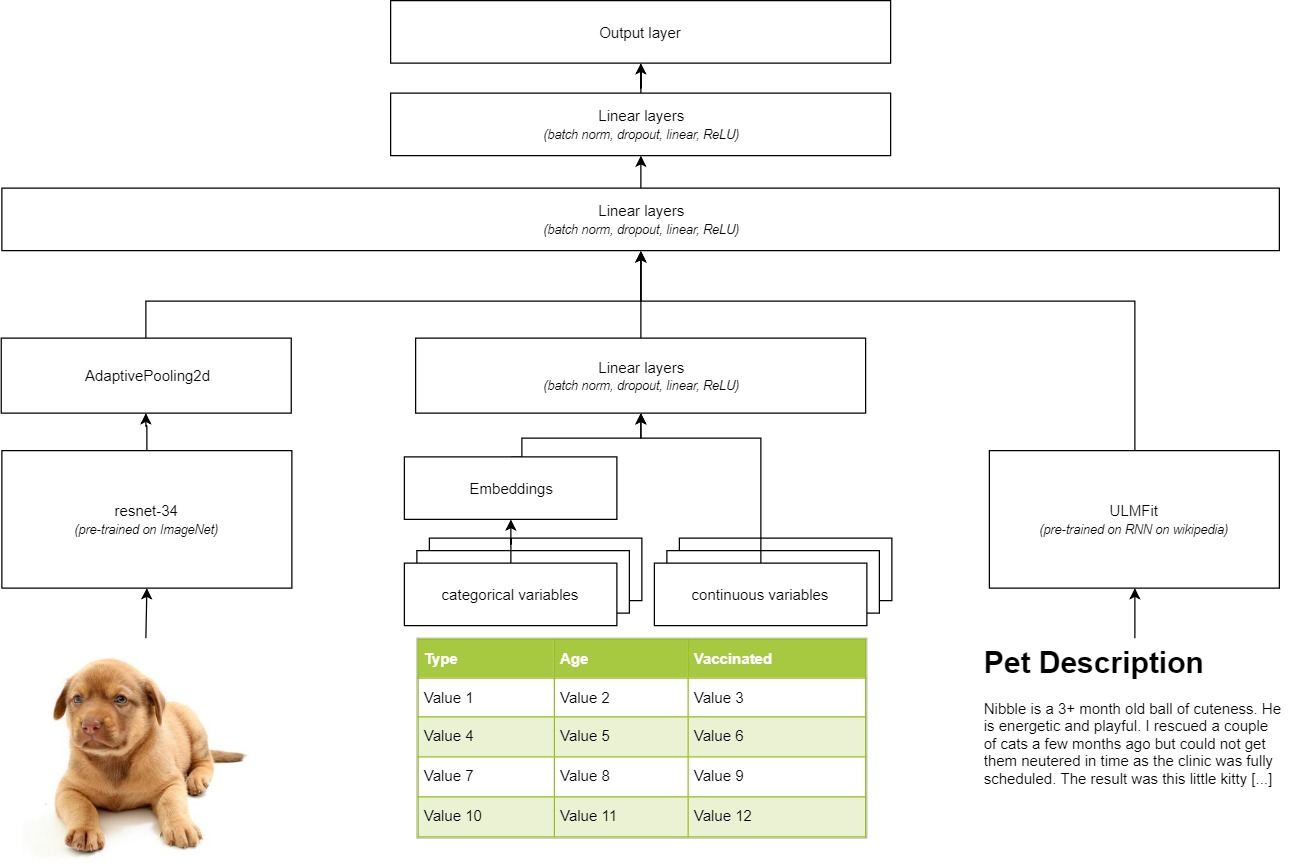 Output layer
Linear layers
(batch norm, dropout, linear, ReLU)
Linear layers
(batch norm, dropout, linear, ReLU)
AdaptivePooling2d
Linear layers
(batch norm, dropout, linear, ReLU)
resnet-34
(pre-trained on ImageNet)
Embeddings
categorical variables
continuous variables
ULMFit
(pre-trained on RNN on wikipedia)
Type Age Vaccinated
Value 1 Value 2 Value 3
Value 4 Value 5 Value 6
Value 7 Value 8 Value 9
Value 10 Value 11 Value 12
Pet Description
Nibble is a 3+ month old ball of cuteness. He
is energetic and playful. I rescued a couple
of cats a few months ago but could not get
them neutered in time as the clinic was fully
scheduled. The result was this little kitty [...]